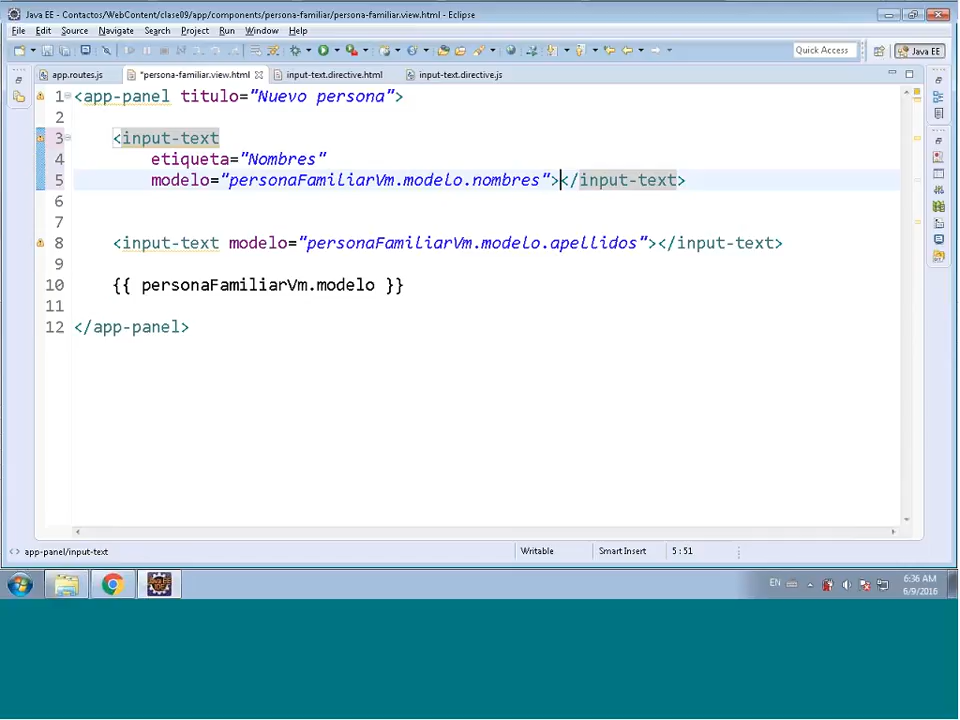 Java EE - Contactos/WebContent/clase09/app/components/persona-familiar/persona-familiar.view.html - Eclipse
File Edit Source Navigate Search Project Run Window Help
Quick Access Java EE
app.routes.js *persona-familiar.view.html input-text.directive.html input-text.directive.js
1 <app-panel titulo="Nuevo persona">
2
3 <input-text
4 etiqueta="Nombres"
5 modelo="personaFamiliarVm.modelo.nombres"></input-text>
6
7
8 <input-text modelo="personaFamiliarVm.modelo.apellidos"></input-text>
9
10 {{ personaFamiliarVm.modelo }}
11
12 </app-panel>
<> app-panel/input-text Writable Smart Insert 5 : 51
EN 6:36 AM
6/9/2016